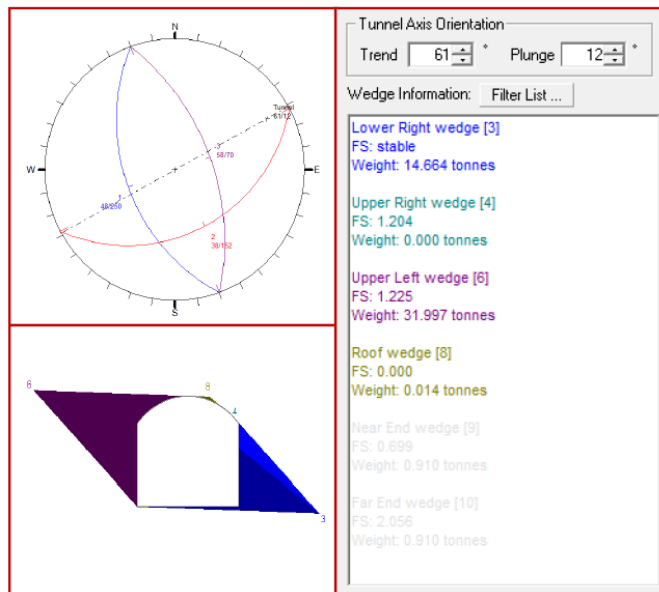 N
Tunnel
61/12
58/70
W
E
1
48/250
2
38/152
S
6
8
4
3
Tunnel Axis Orientation
Trend 61 ° Plunge 12 °
Wedge Information: Filter List ...
Lower Right wedge [3]
FS: stable
Weight: 14.664 tonnes
Upper Right wedge [4]
FS: 1.204
Weight: 0.000 tonnes
Upper Left wedge [6]
FS: 1.225
Weight: 31.997 tonnes
Roof wedge [8]
FS: 0.000
Weight: 0.014 tonnes
Near End wedge [9]
FS: 0.699
Weight: 0.910 tonnes
Far End wedge [10]
FS: 2.056
Weight: 0.910 tonnes